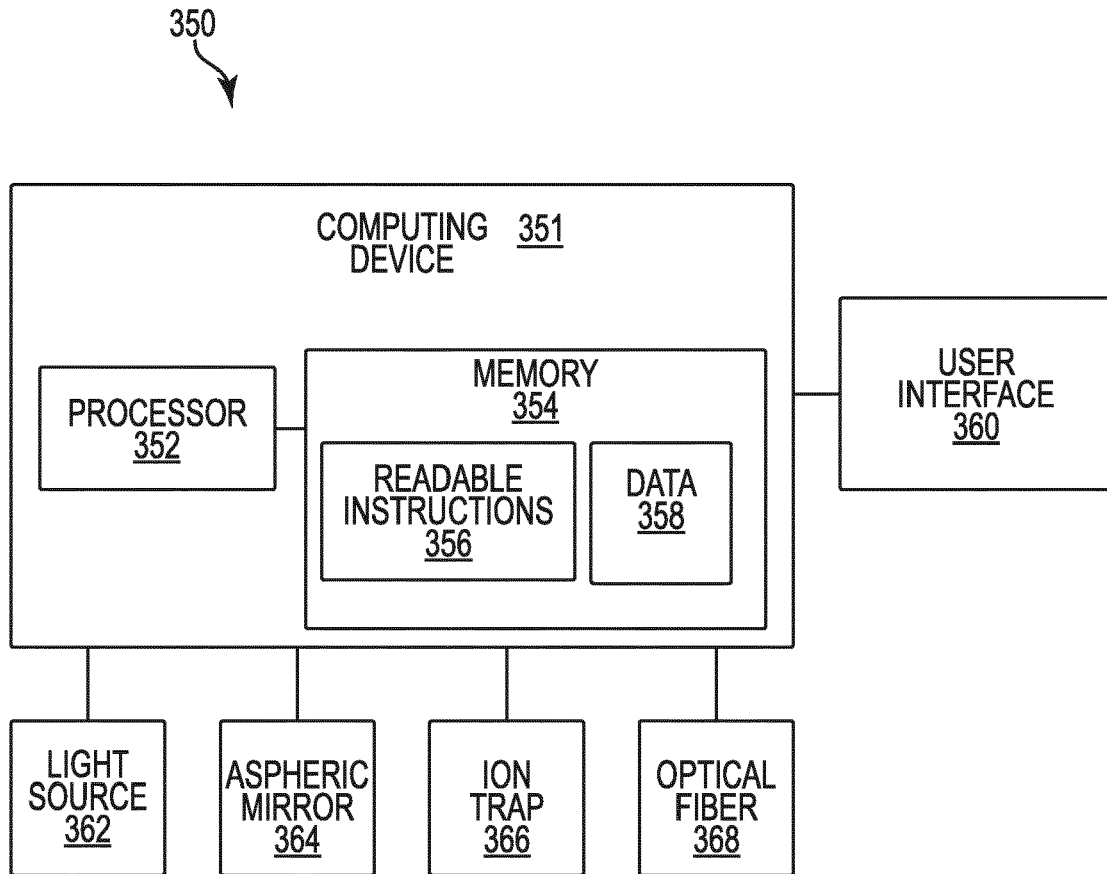 350
COMPUTING 351
DEVICE
PROCESSOR
352
MEMORY
354
READABLE
INSTRUCTIONS
356
DATA
358
USER
INTERFACE
360
LIGHT
SOURCE
362
ASPHERIC
MIRROR
364
ION
TRAP
366
OPTICAL
FIBER
368